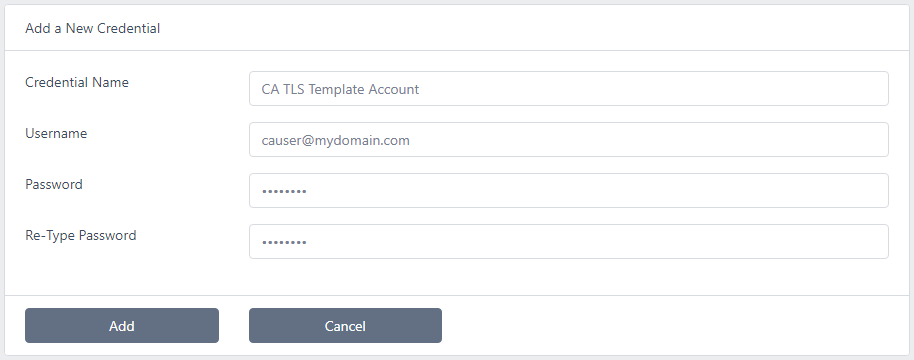 Add a New Credential
Credential Name CA TLS Template Account
Username causer@mydomain.com
Password ••••••••
Re-Type Password ••••••••
Add Cancel